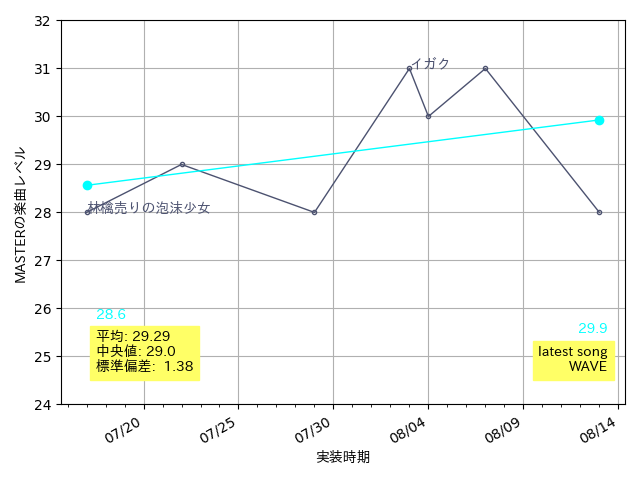 32
31
30
29
28
27
26
25
24
MASTERの楽曲レベル
イガク
林檎売りの泡沫少女
28.6
平均: 29.29
中央値: 29.0
標準偏差: 1.38
29.9
latest song
WAVE
07/20
07/25
07/30
08/04
08/09
08/14
実装時期